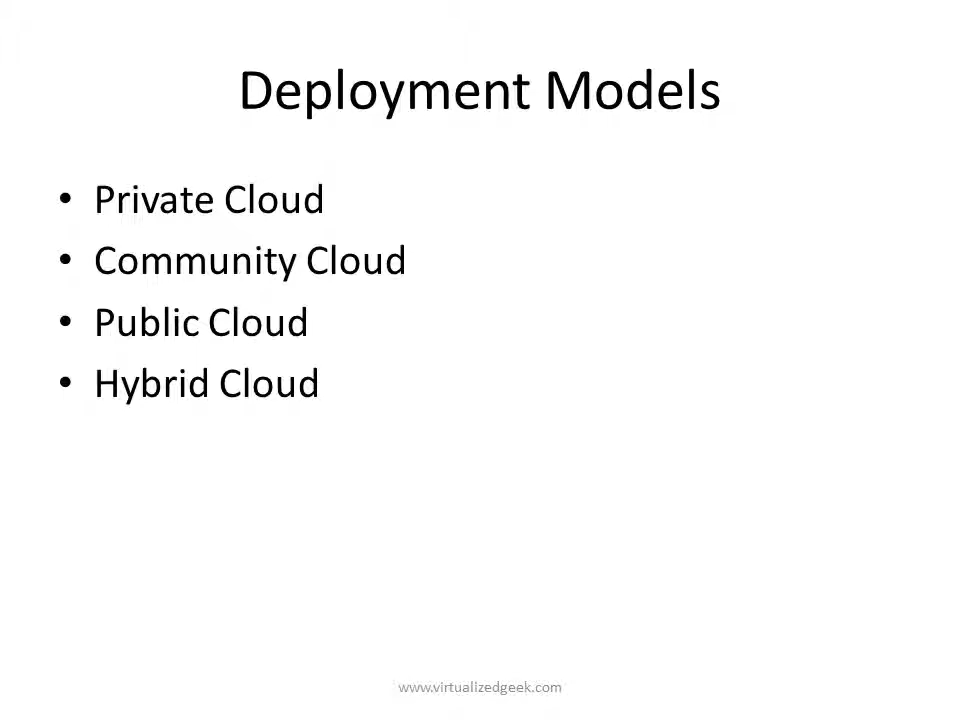 Deployment Models
• Private Cloud
• Community Cloud
• Public Cloud
• Hybrid Cloud
www.virtualizedgeek.com